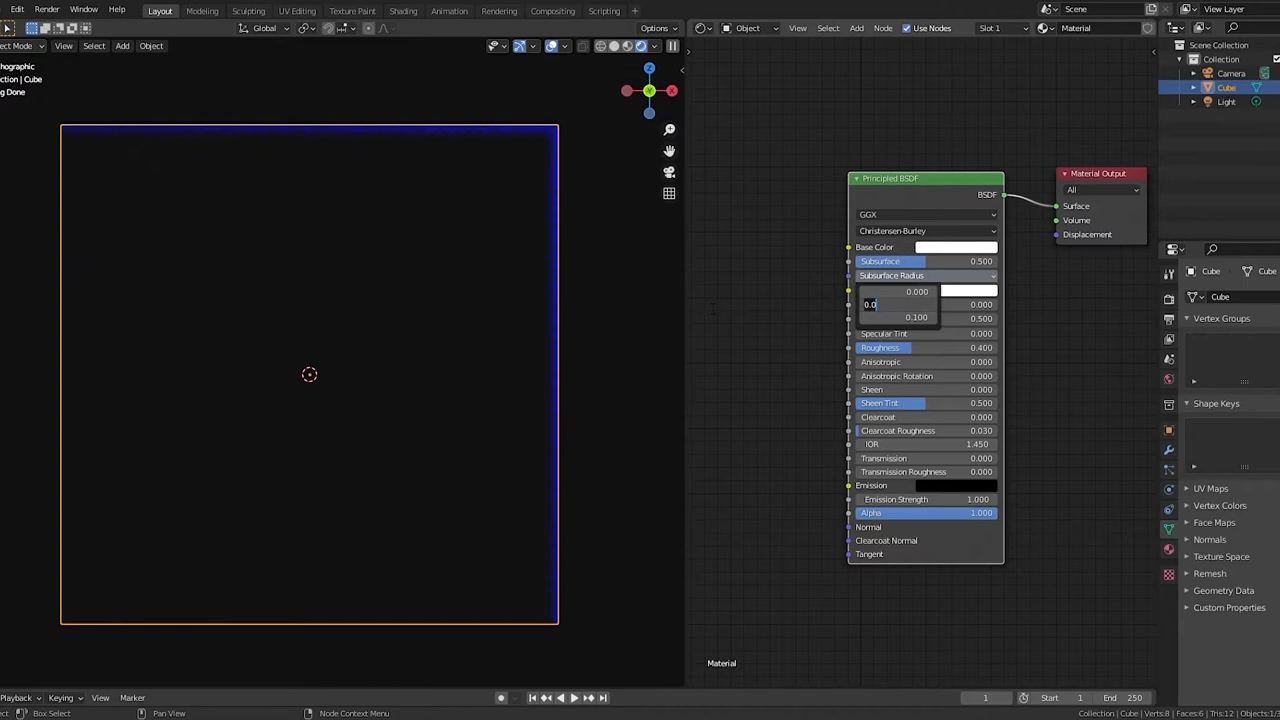 Edit Render Window Help Layout Modeling Sculpting UV Editing Texture Paint Shading Animation Rendering Compositing Scripting + Scene View Layer
Global Options Object View Select Add Node Use Nodes Slot 1 Material
ect Mode View Select Add Object
hographic
ction | Cube
ng Done
Z
Y
X
Scene Collection
Collection
Camera
Cube
Light
Principled BSDF
BSDF
GGX
Christensen-Burley
Base Color
Subsurface 0.500
Subsurface Radius
0.000
0.0 0.000
0.100 0.500
Specular Tint 0.000
Roughness 0.400
Anisotropic 0.000
Anisotropic Rotation 0.000
Sheen 0.000
Sheen Tint 0.500
Clearcoat 0.000
Clearcoat Roughness 0.030
IOR 1.450
Transmission 0.000
Transmission Roughness 0.000
Emission
Emission Strength 1.000
Alpha 1.000
Normal
Clearcoat Normal
Tangent
Material Output
All
Surface
Volume
Displacement
Cube Cube
Cube
Vertex Groups
Shape Keys
UV Maps
Vertex Colors
Face Maps
Normals
Texture Space
Remesh
Geometry Data
Custom Properties
Material
Playback Keying View Marker 1 Start 1 End 250
Box Select Pan View Node Context Menu Collection | Cube | Verts:8 | Faces:6 | Tris:12 | Objects:1/3